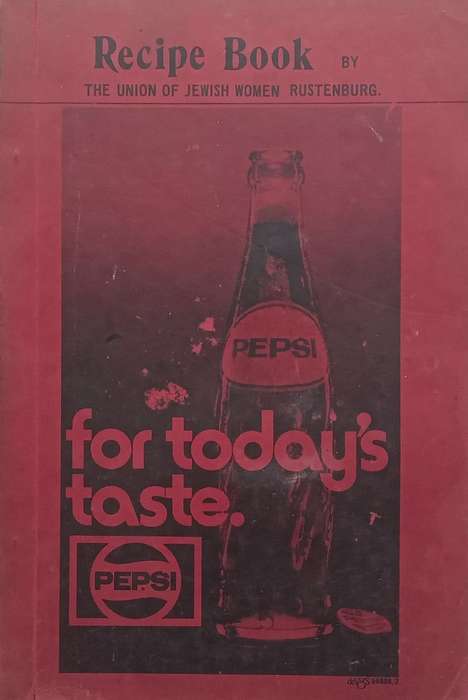 Recipe Book BY
THE UNION OF JEWISH WOMEN RUSTENBURG.
PEPSI
for today's
taste.
PEPSI